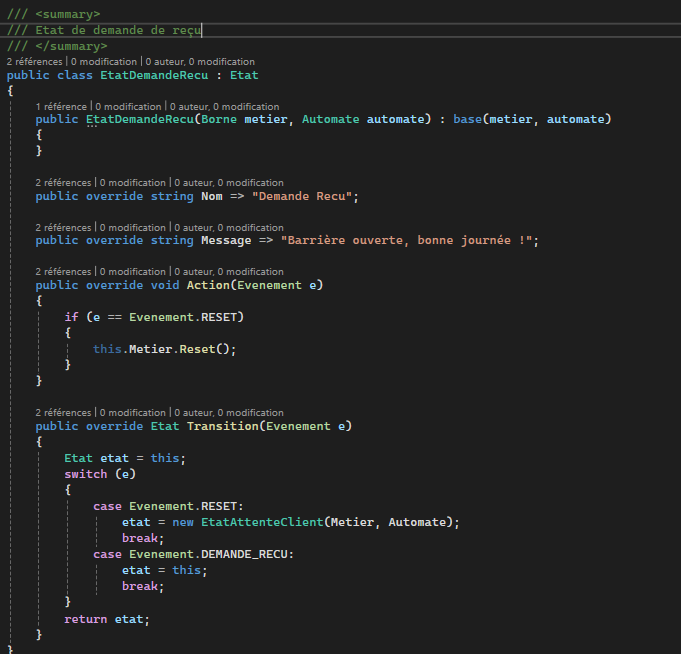 /// <summary>
/// Etat de demande de reçu
/// </summary>
2 références | 0 modification | 0 auteur, 0 modification
public class EtatDemandeRecu : Etat
{
1 référence | 0 modification | 0 auteur, 0 modification
public EtatDemandeRecu(Borne metier, Automate automate) : base(metier, automate)
{
}
2 références | 0 modification | 0 auteur, 0 modification
public override string Nom => "Demande Recu";
2 références | 0 modification | 0 auteur, 0 modification
public override string Message => "Barrière ouverte, bonne journée !";
2 références | 0 modification | 0 auteur, 0 modification
public override void Action(Evenement e)
{
if (e == Evenement.RESET)
{
this.Metier.Reset();
}
}
2 références | 0 modification | 0 auteur, 0 modification
public override Etat Transition(Evenement e)
{
Etat etat = this;
switch (e)
{
case Evenement.RESET:
etat = new EtatAttenteClient(Metier, Automate);
break;
case Evenement.DEMANDE_RECU:
etat = this;
break;
}
return etat;
}
}